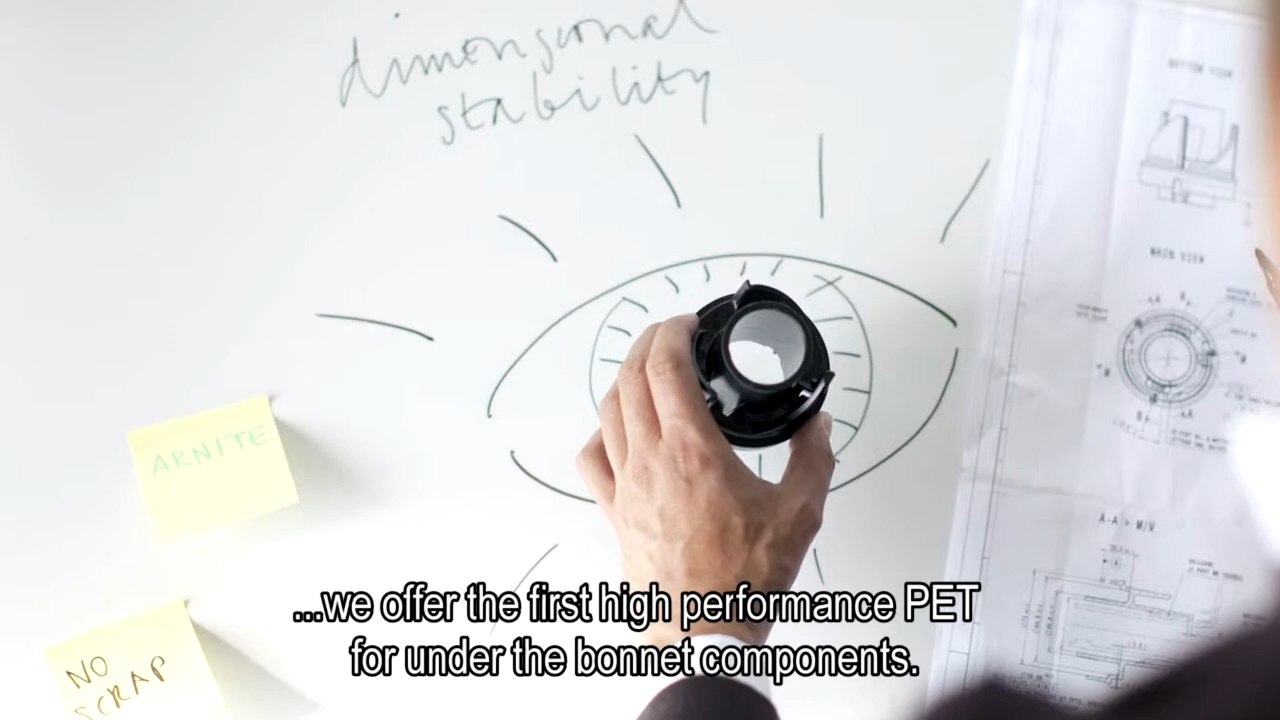 dimensional
stability
BOTTOM VIEW
MAIN VIEW
ARNITE
A-A > M/V
NO
SCRAP
...we offer the first high performance PET
for under the bonnet components.